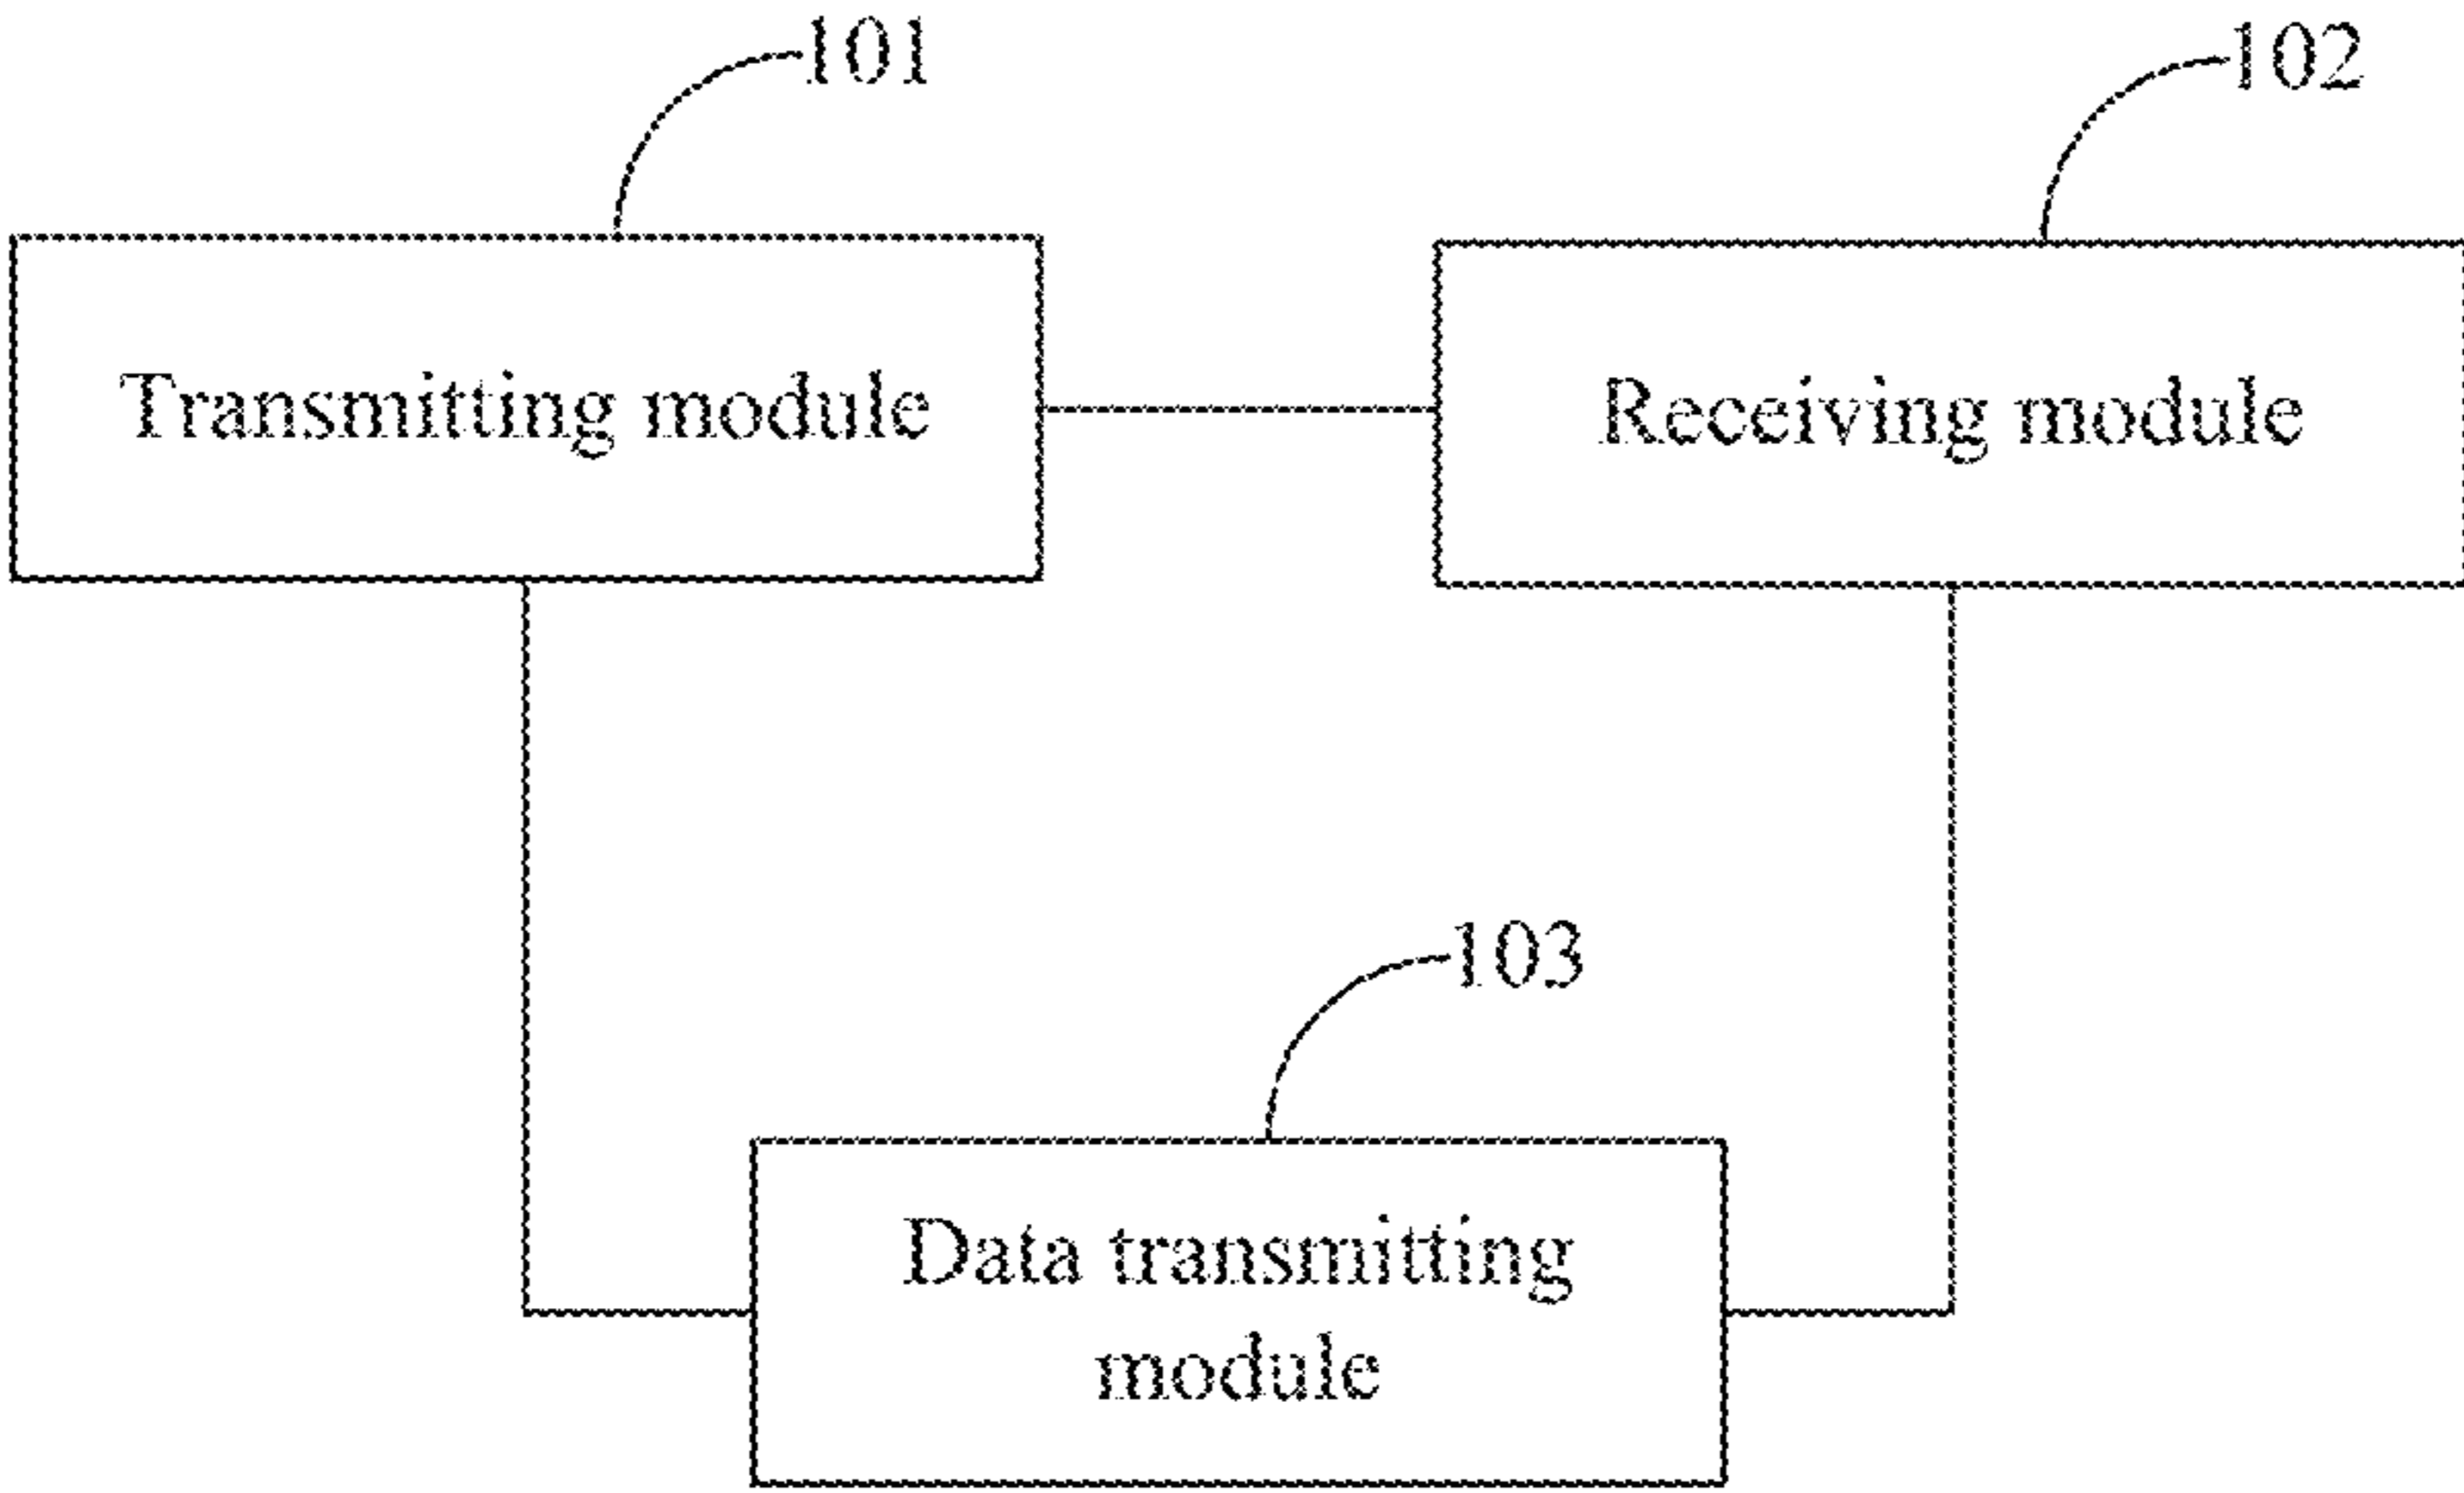 101
102
Transmitting module
Receiving module
103
Data transmitting
module